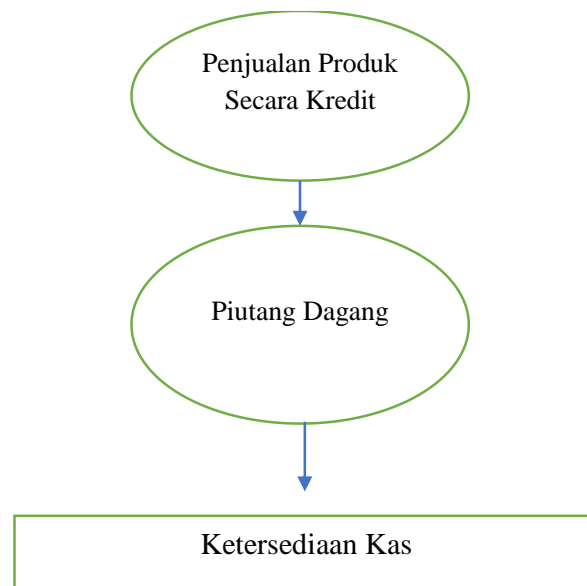 Penjualan Produk
Secara Kredit
Piutang Dagang
Ketersediaan Kas